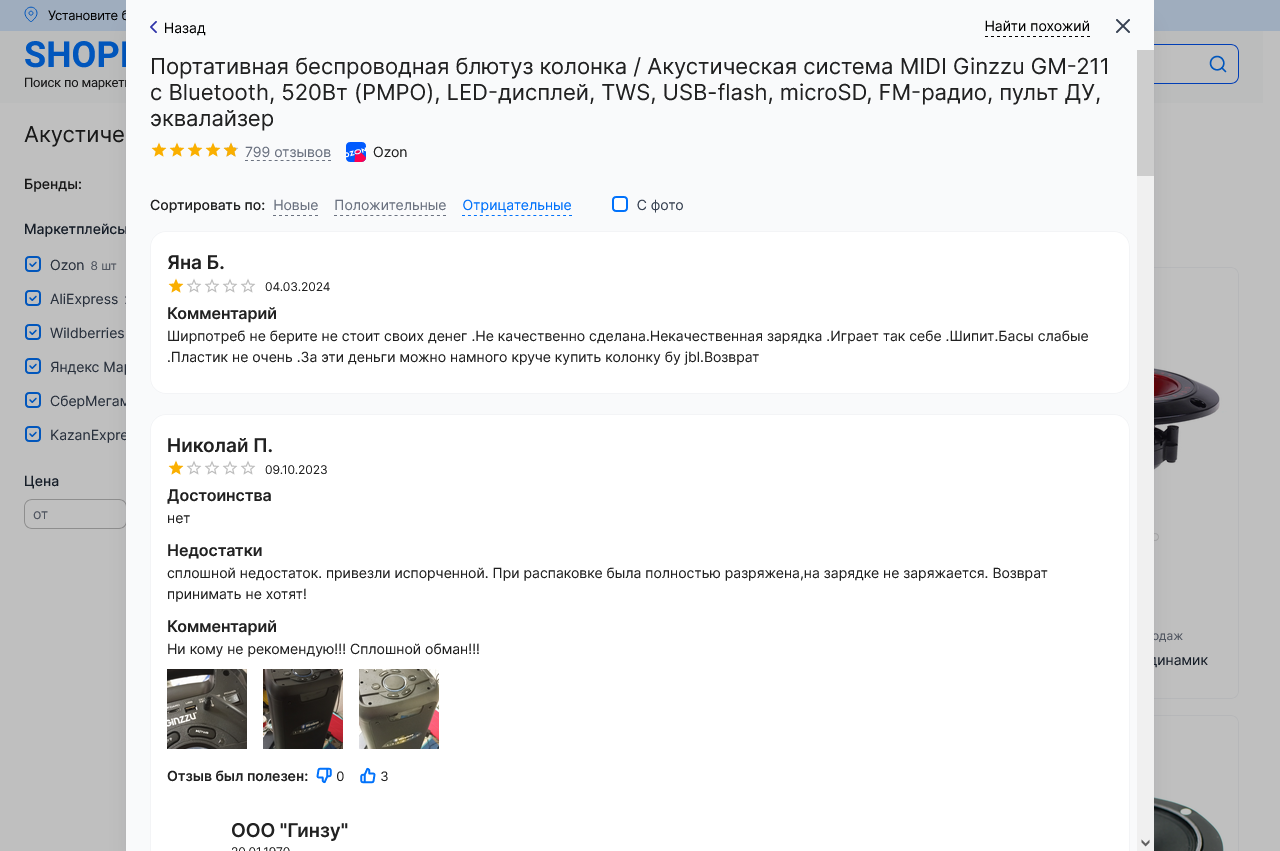 Установите
SHOP
Поиск по
Акустиче
Бренды:
Маркетплейсы
Ozon 8 шт
AliExpress
Wildberries
Яндекс Мар
СберМегам
KazanExpre
Цена
от
Назад
Найти похожий
Портативная беспроводная блютуз колонка / Акустическая система MIDI Ginzzu GM-211
с Bluetooth, 520Вт (PMPO), LED-дисплей, TWS, USB-flash, microSD, FM-радио, пульт ДУ,
эквалайзер
799 отзывов OZON Ozon
Сортировать по: Новые Положительные Отрицательные С фото
Яна Б.
04.03.2024
Комментарий
Ширпотреб не берите не стоит своих денег .Не качественно сделана.Некачественная зарядка .Играет так себе .Шипит.Басы слабые
.Пластик не очень .За эти деньги можно намного круче купить колонку бу jbl.Возврат
Николай П.
09.10.2023
Достоинства
нет
Недостатки
сплошной недостаток. привезли испорченной. При распаковке была полностью разряжена,на зарядке не заряжается. Возврат
принимать не хотят!
Комментарий
Ни кому не рекомендую!!! Сплошной обман!!!
GINZZU
Отзыв был полезен: 0 3
ООО "Гинзу"
20.01.1970
одаж
динамик